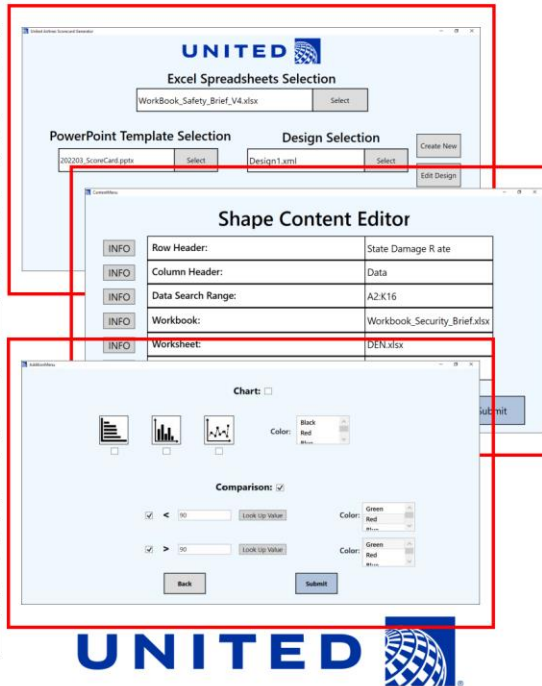 United Airlines Scorecard Generator
UNITED
Excel Spreadsheets Selection
WorkBook_Safety_Brief_V4.xlsx Select
PowerPoint Template Selection Design Selection
202203_ScoreCard.pptx Select Design1.xml Select
Create New
Edit Design
ContentMenu
Shape Content Editor
INFO Row Header: State Damage R ate
INFO Column Header: Data
INFO Data Search Range: A2:K16
INFO Workbook: Workbook_Security_Brief.xlsx
INFO Worksheet: DEN.xlsx
Submit
Chart:
Color: Black
Red
Blue
Comparison:
< 90 Look Up Value Color: Green
Red
Blue
> 90 Look Up Value Color: Green
Red
Blue
Back Submit
UNITED